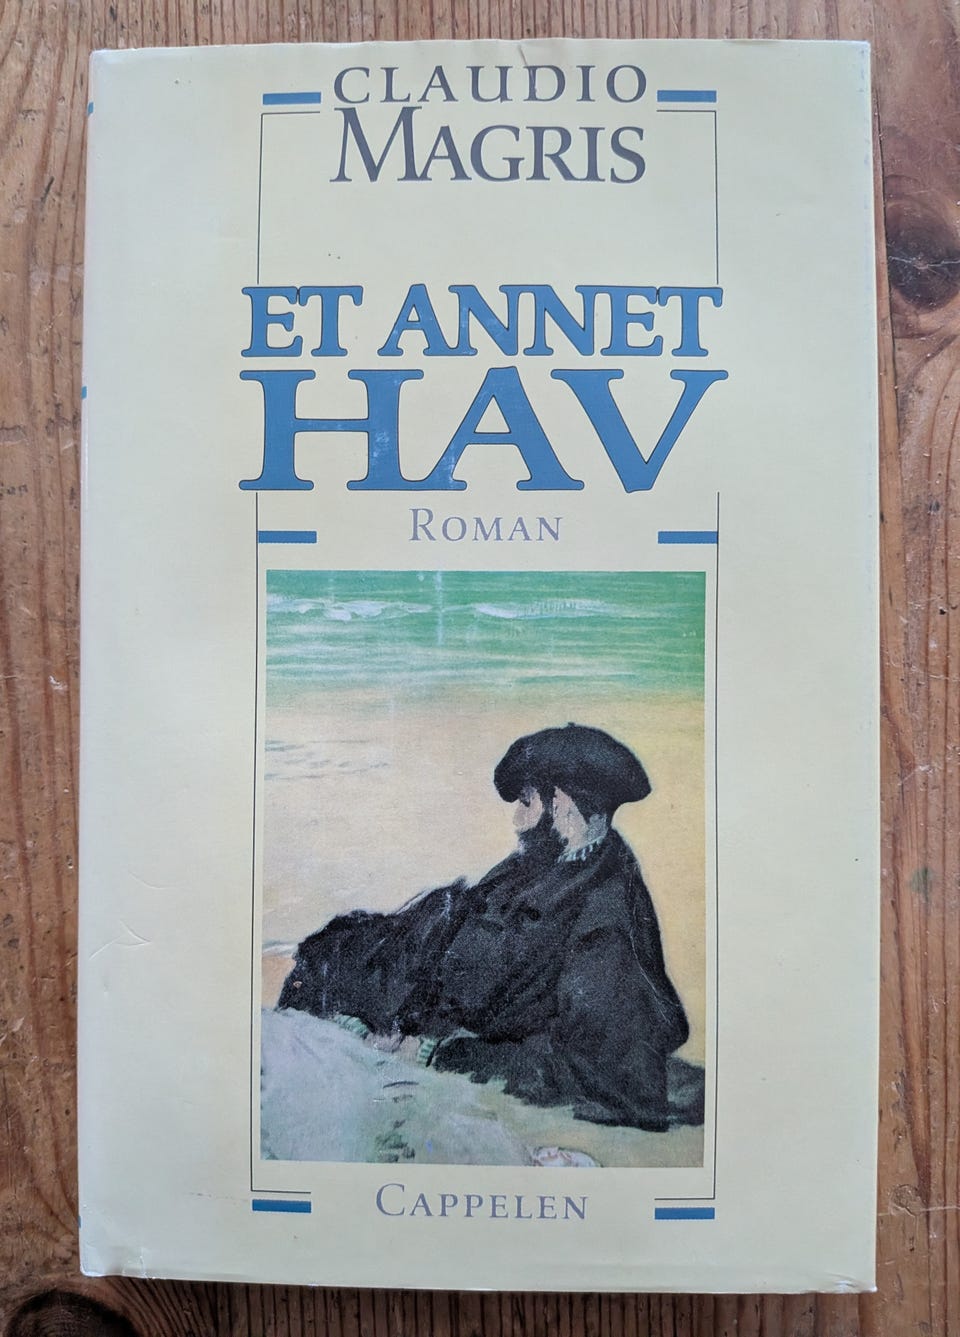 CLAUDIO
MAGRIS
ET ANNET
HAV
ROMAN
CAPPELEN